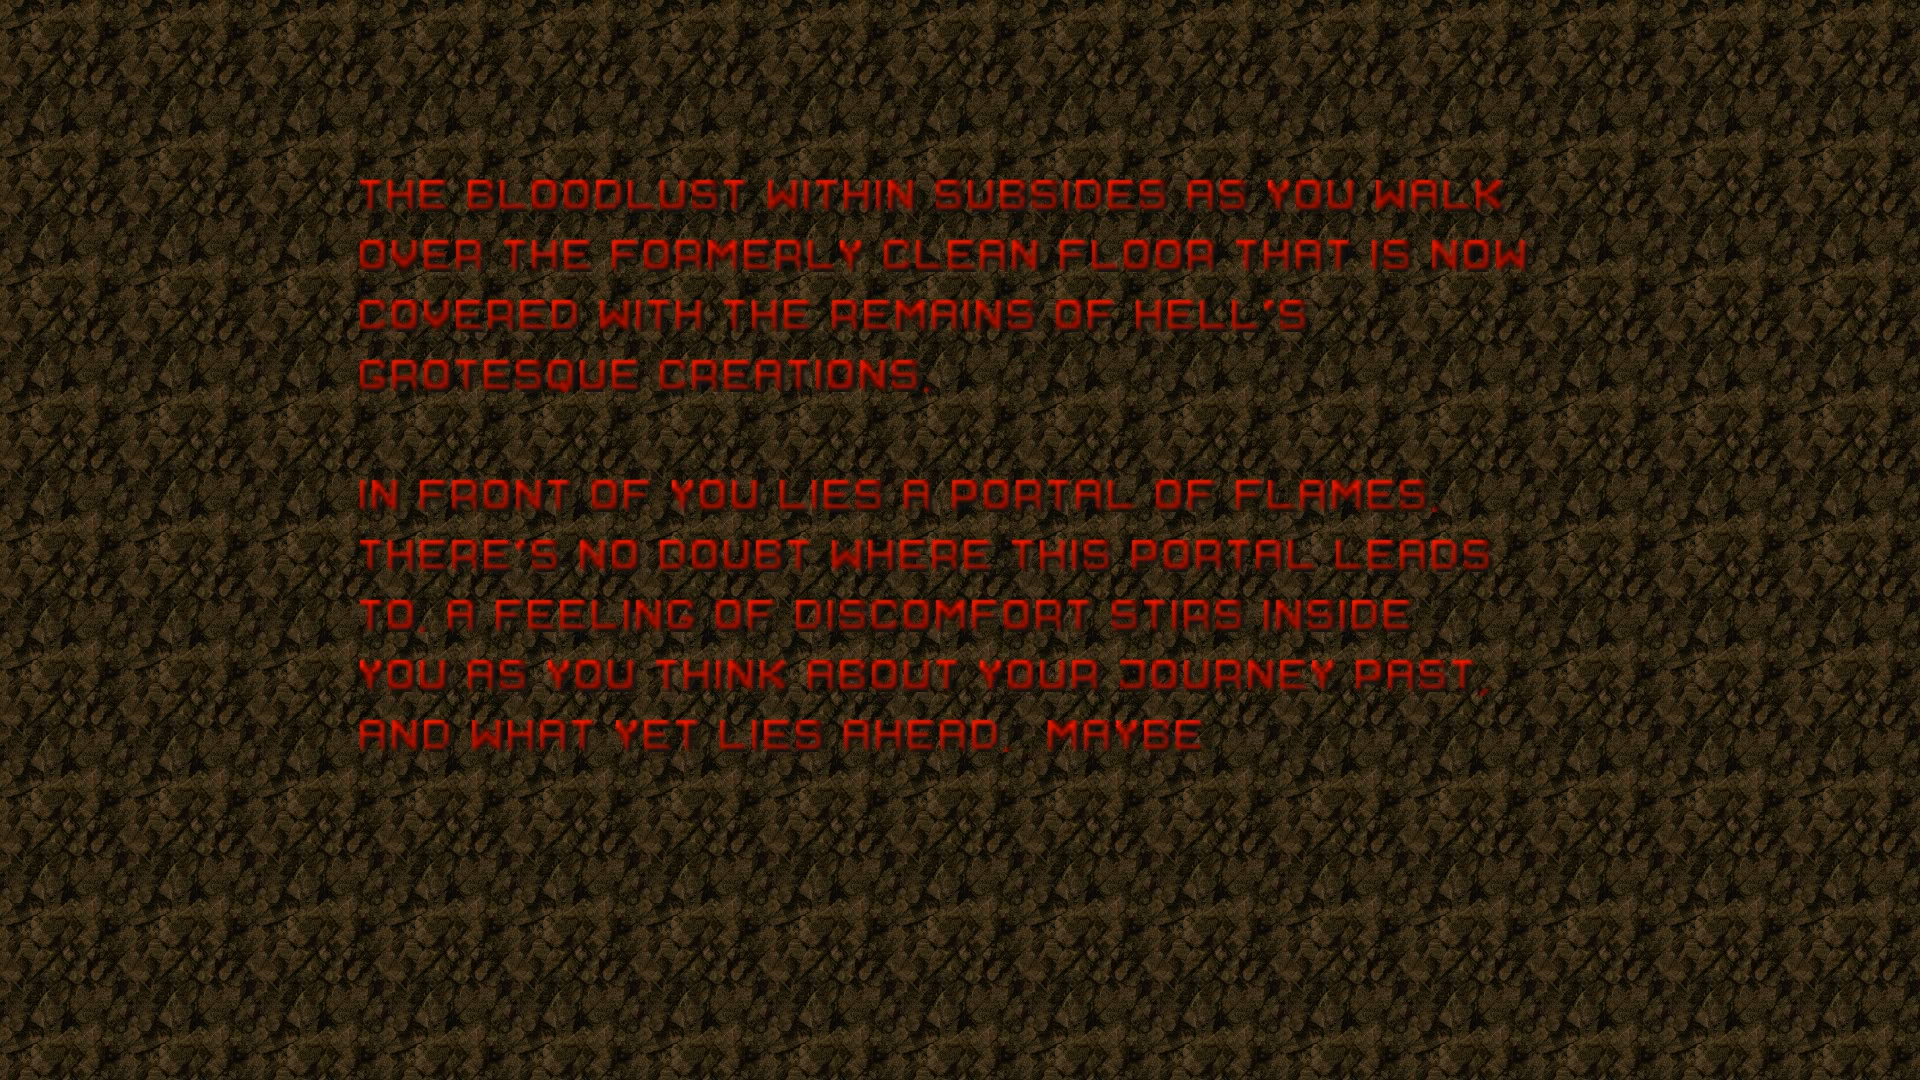 THE BLOODLUST WITHIN SUBSIDES AS YOU WALK
OVER THE FORMERLY CLEAN FLOOR THAT IS NOW
COVERED WITH THE REMAINS OF HELL'S
GROTESQUE CREATIONS.
IN FRONT OF YOU LIES A PORTAL OF FLAMES.
THERE'S NO DOUBT WHERE THIS PORTAL LEADS
TO. A FEELING OF DISCOMFORT STIRS INSIDE
YOU AS YOU THINK ABOUT YOUR JOURNEY PAST,
AND WHAT YET LIES AHEAD.  MAYBE